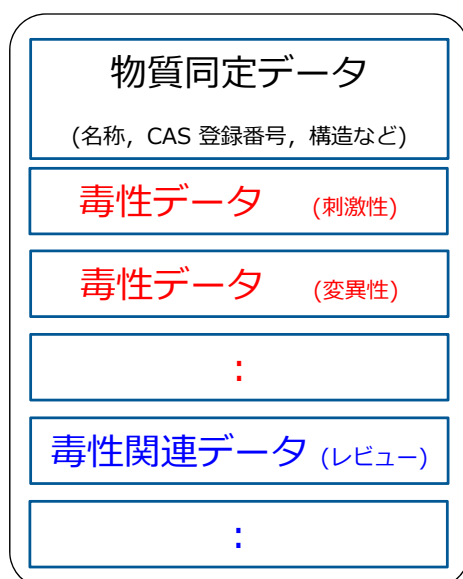 物質同定データ
(名称，CAS 登録番号，構造など)
毒性データ (刺激性)
毒性データ (変異性)
:
毒性関連データ (レビュー)
: